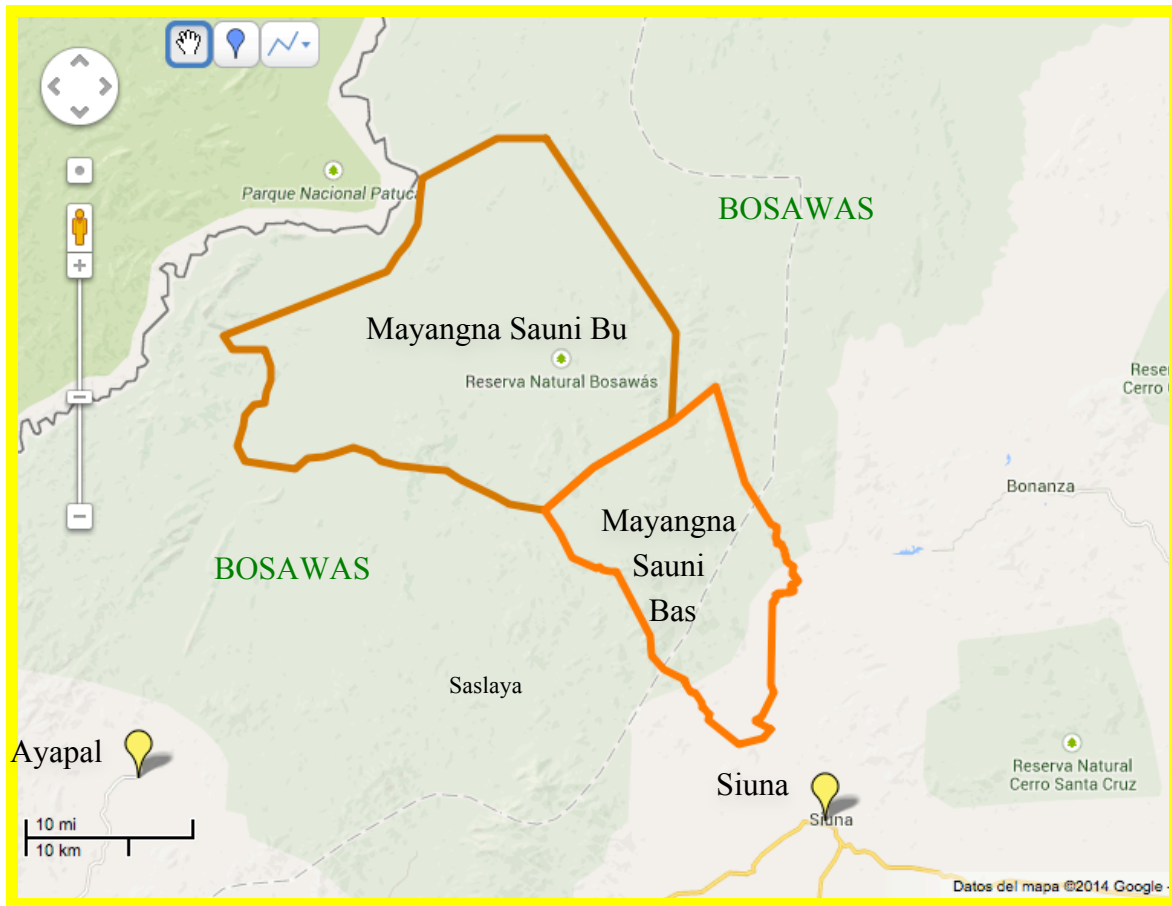 Parque Nacional Patuca
BOSAWAS
Mayangna Sauni Bu
Reserva Natural Bosawás
Cerro
Bonanza
Mayangna
Sauni
Bas
BOSAWAS
Saslaya
Ayapal
Siuna
Siuna
Reserva Natural
Cerro Santa Cruz
10 mi
10 km
Datos del mapa ©2014 Google -